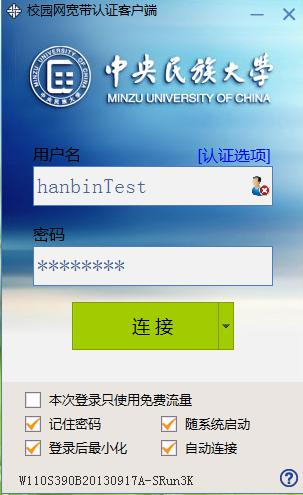 校园网宽带认证客户端
中央民族大学
MINZU UNIVERSITY OF CHINA
用户名 [认证选项]
hanbinTest
密码
********
连接
本次登录只使用免费流量
记住密码 随系统启动
登录后最小化 自动连接
W110S390B20130917A-SRun3K